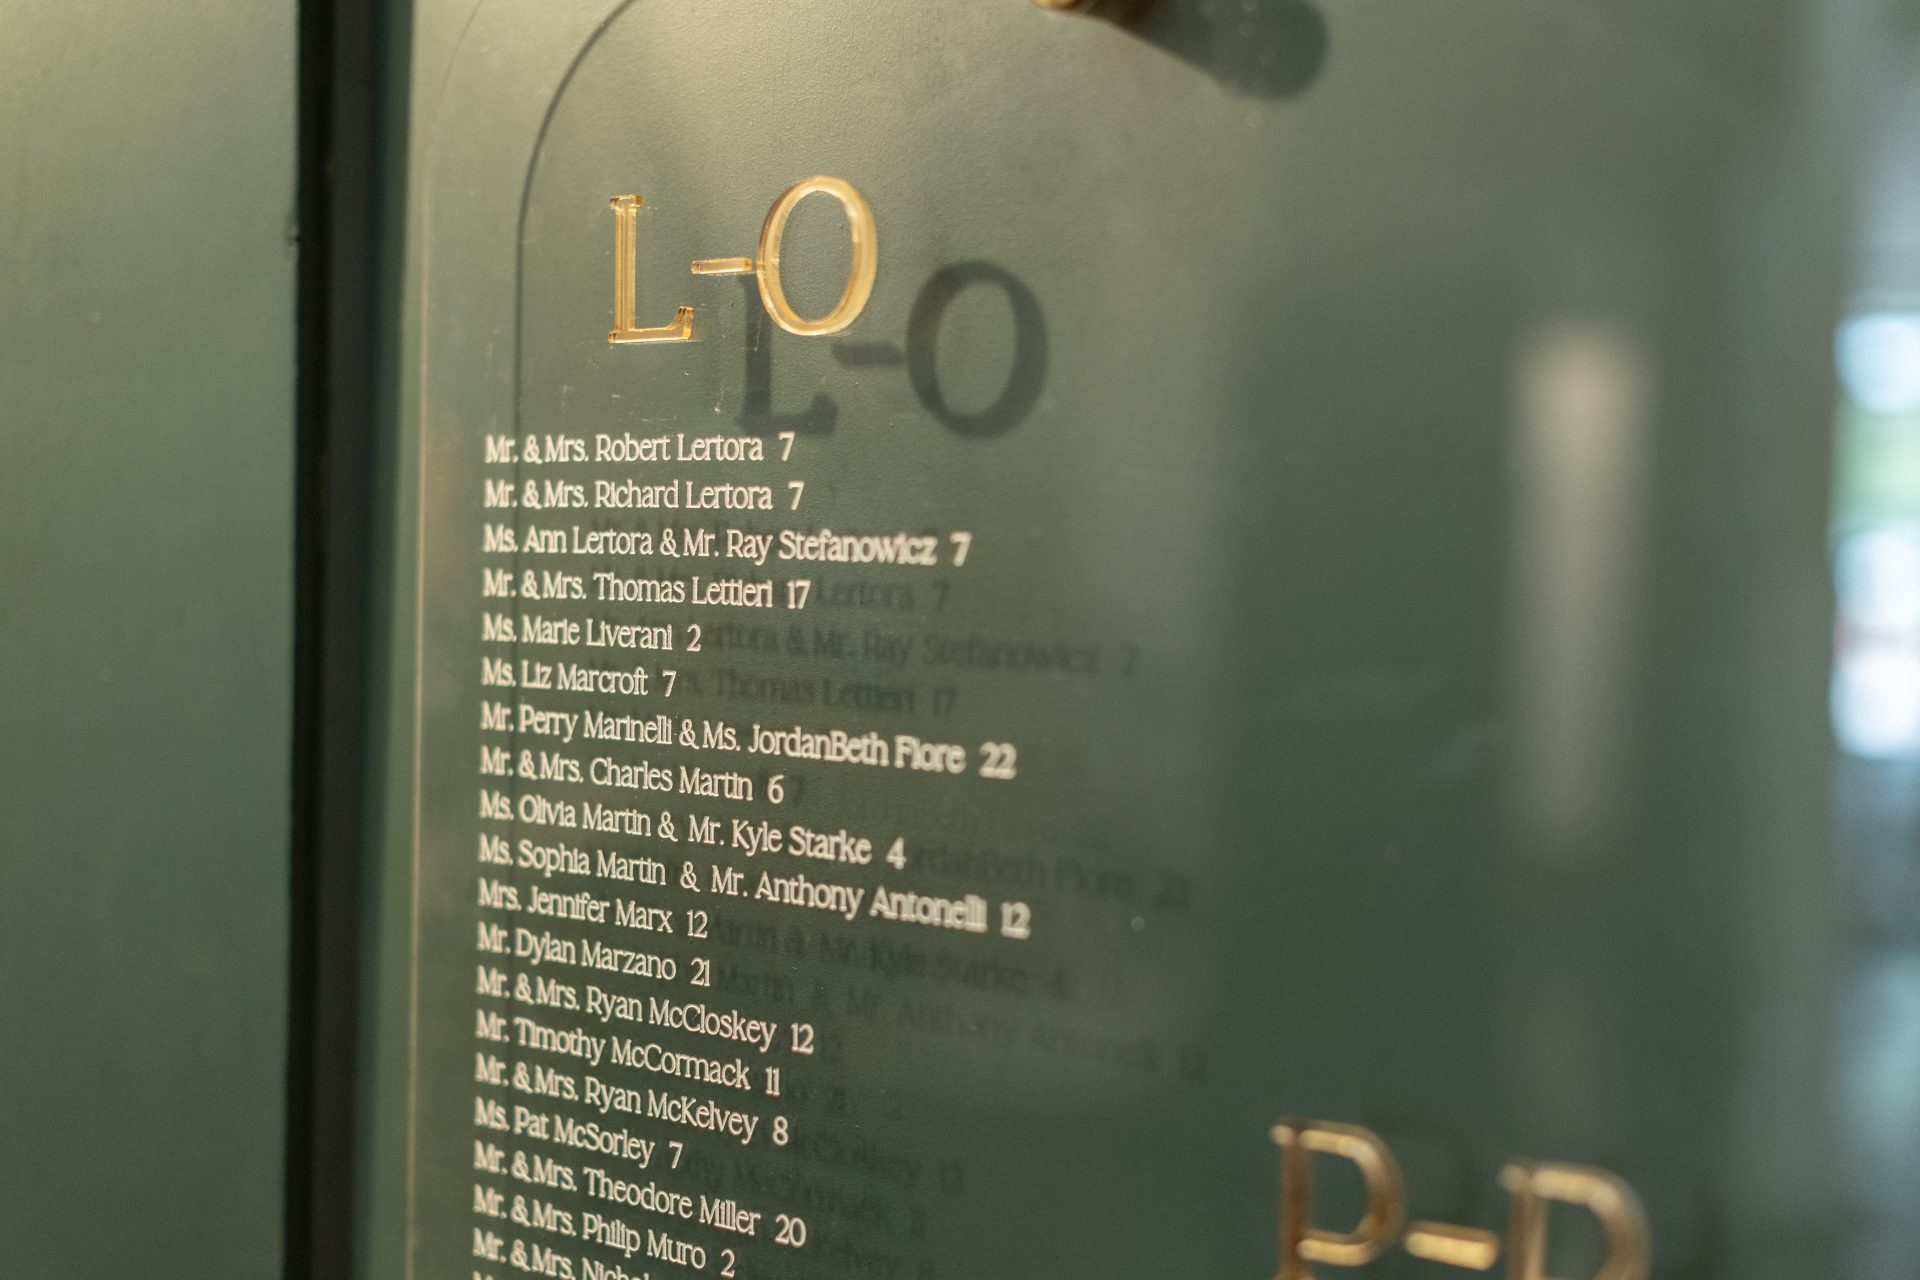 L-O
Mr. & Mrs. Robert Lertora 7
Mr. & Mrs. Richard Lertora 7
Ms. Ann Lertora & Mr. Ray Stefanowicz 7
Mr. & Mrs. Thomas Lettieri 17
Ms. Marie Liverani 2
Ms. Liz Marcroft 7
Mr. Perry Marinelli & Ms. JordanBeth Fiore 22
Mr. & Mrs. Charles Martin 6
Ms. Olivia Martin & Mr. Kyle Starke 4
Ms. Sophia Martin & Mr. Anthony Antonelli 12
Mrs. Jennifer Marx 12
Mr. Dylan Marzano 21
Mr. & Mrs. Ryan McCloskey 12
Mr. Timothy McCormack 11
Mr. & Mrs. Ryan McKelvey 8
Ms. Pat McSorley 7
Mr. & Mrs. Theodore Miller 20
Mr. & Mrs. Philip Muro 2
Mr. & Mrs.